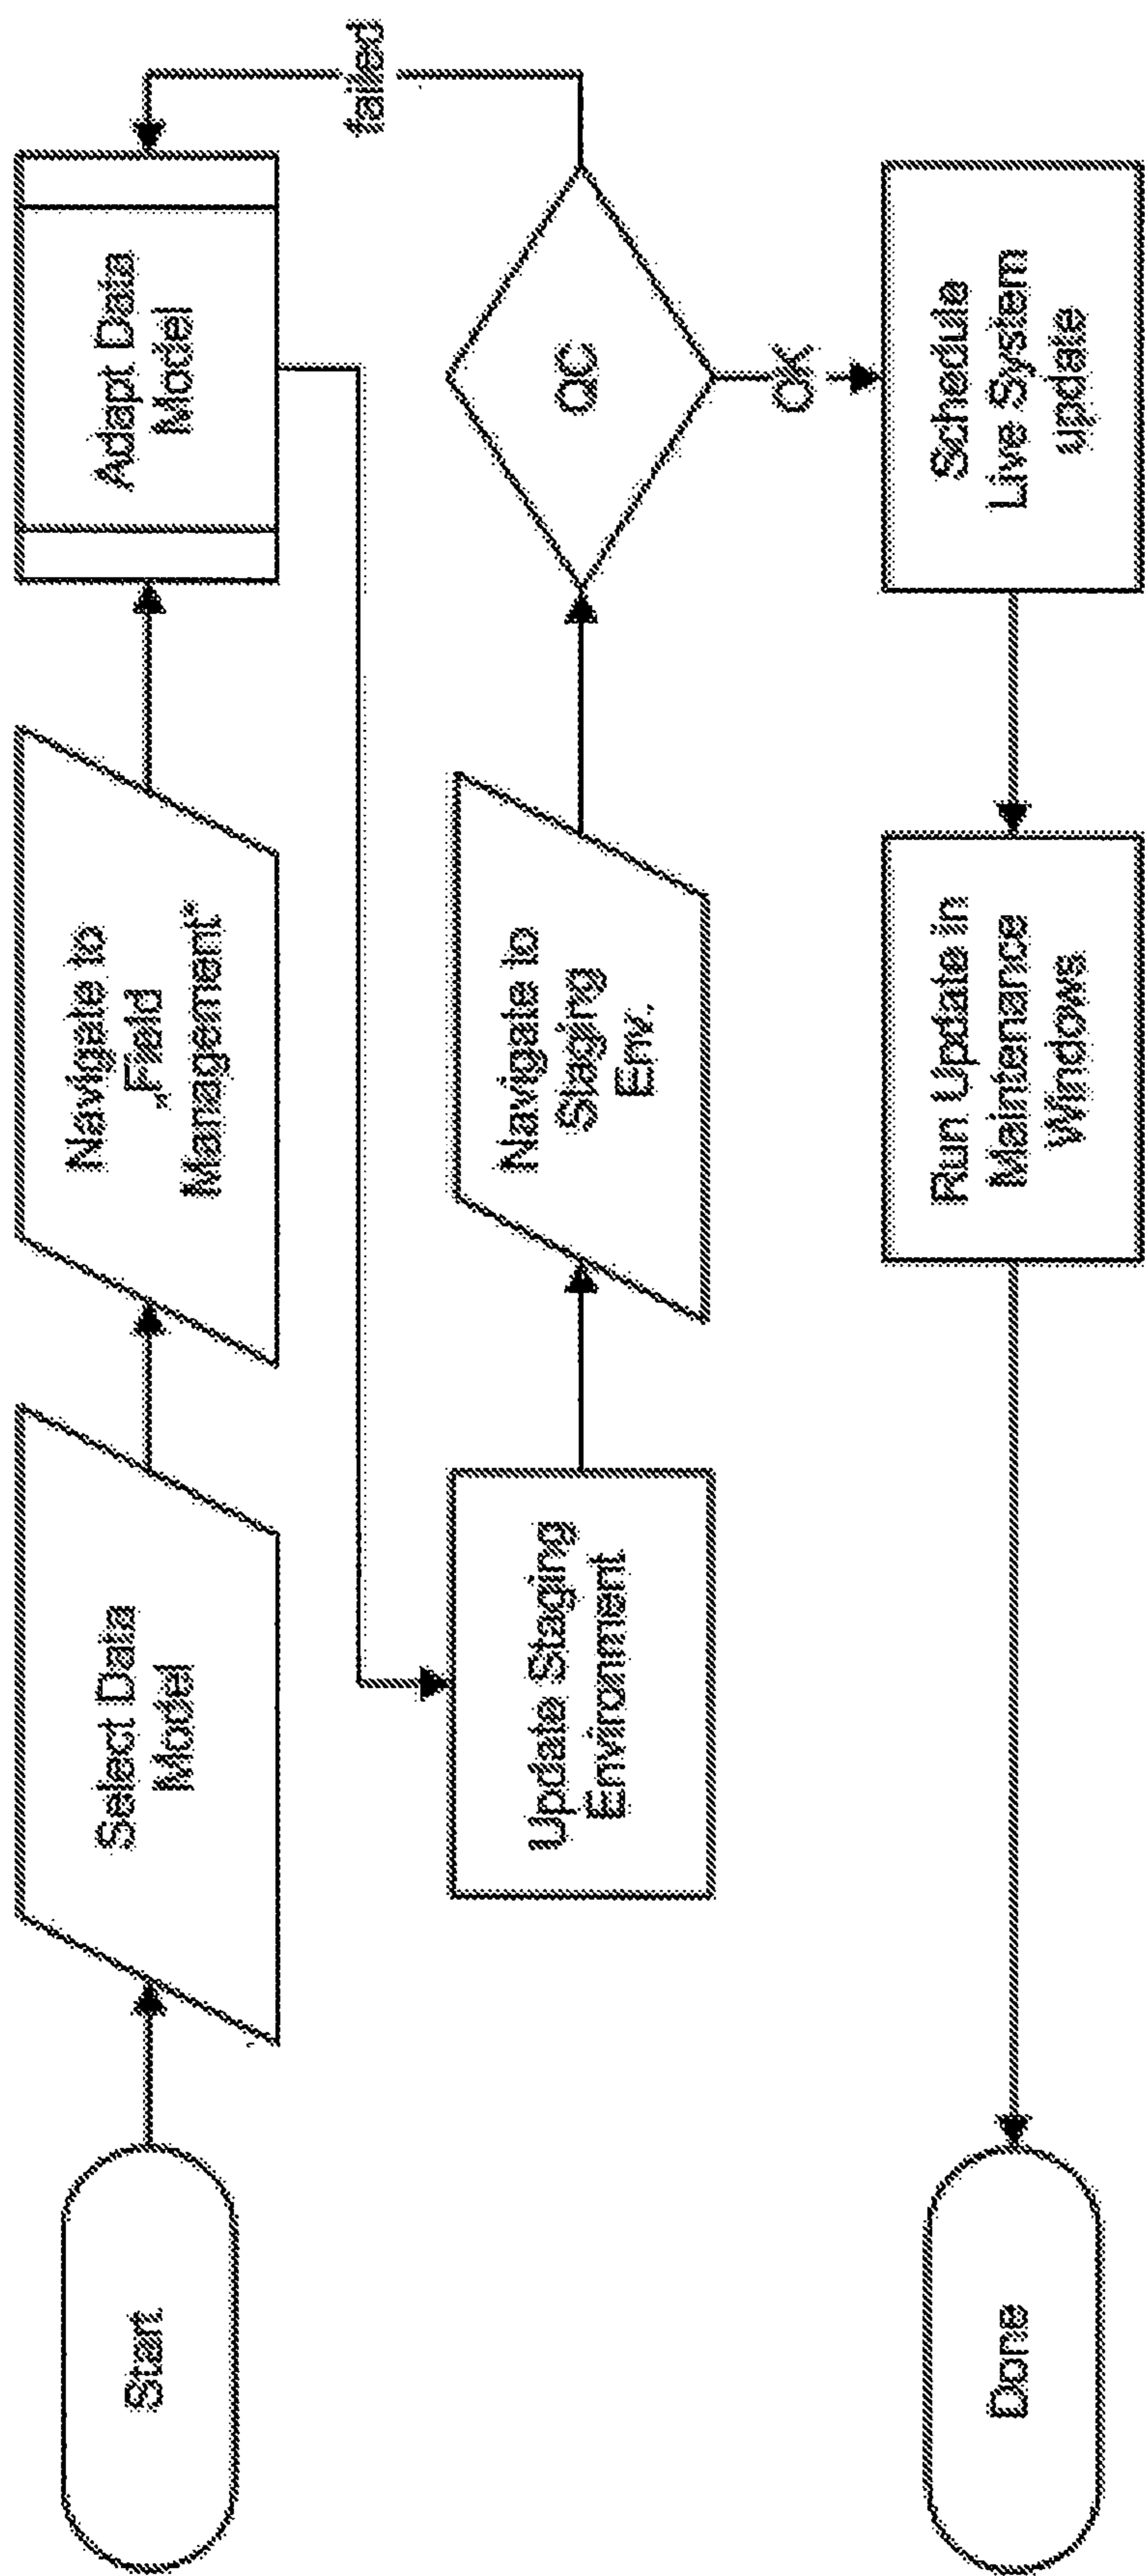 Start
Select Data
Model
Navigate to
„Field
Management“
Adapt Data
Model
failed
Update Staging
Environment
Navigate to
Staging
Env.
QC
OK
Schedule
Live System
update
Run Update in
Maintenance
Windows
Done